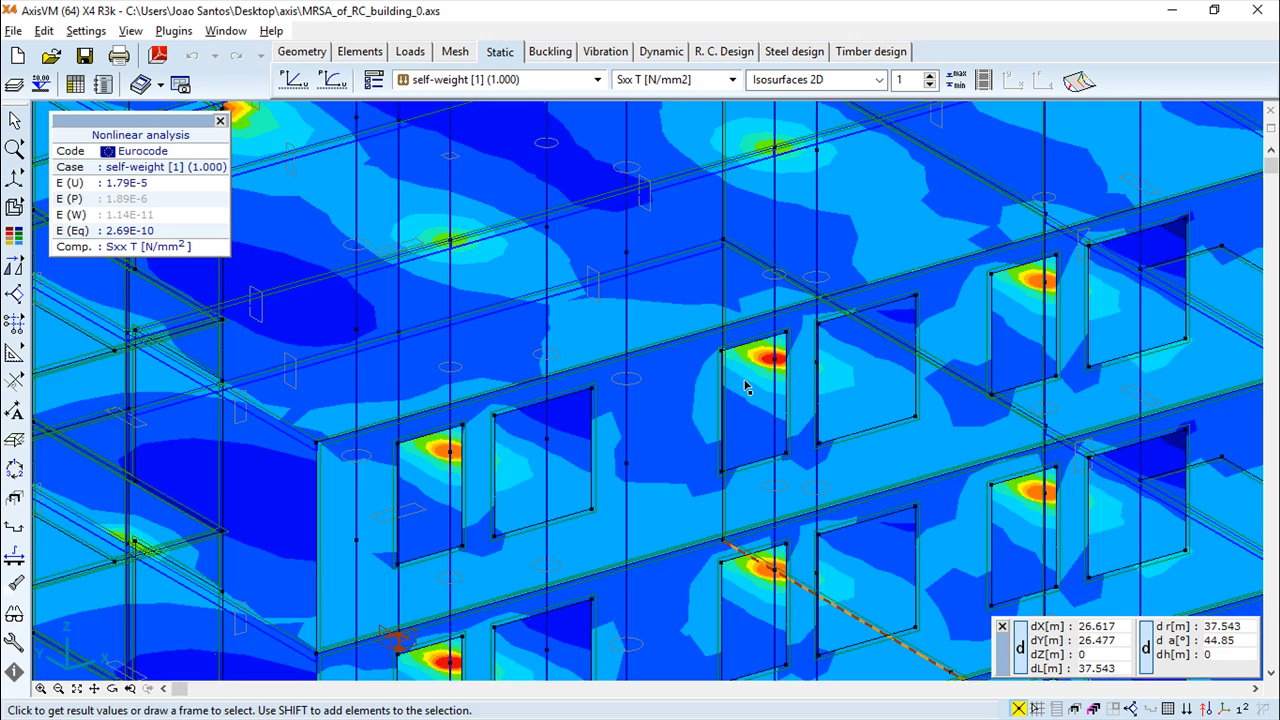 X4 AxisVM (64) X4 R3k - C:\Users\Joao Santos\Desktop\axis\MRSA_of_RC_building_0.axs
File Edit Settings View Plugins Window Help
Geometry Elements Loads Mesh Static Buckling Vibration Dynamic R. C. Design Steel design Timber design
self-weight [1] (1.000) Sxx T [N/mm2] Isosurfaces 2D 1 max min
Nonlinear analysis
Code Eurocode
Case : self-weight [1] (1.000)
E (U) : 1.79E-5
E (P) : 1.89E-6
E (W) : 1.14E-11
E (Eq) : 2.69E-10
Comp. : Sxx T [N/mm2 ]
Z
Y X
d dX[m] : 26.617 d d r[m] : 37.543
dY[m] : 26.477 d a[°] : 44.85
dZ[m] : 0 d h[m] : 0
dL[m] : 37.543
Click to get result values or draw a frame to select. Use SHIFT to add elements to the selection.